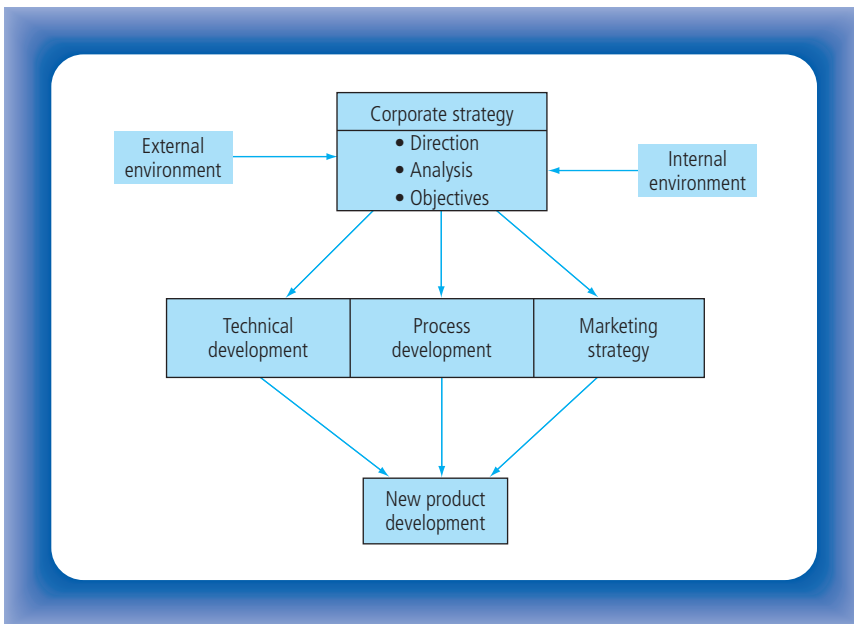 Corporate strategy
• Direction
• Analysis
• Objectives
External
environment
Internal
environment
Technical
development
Process
development
Marketing
strategy
New product
development